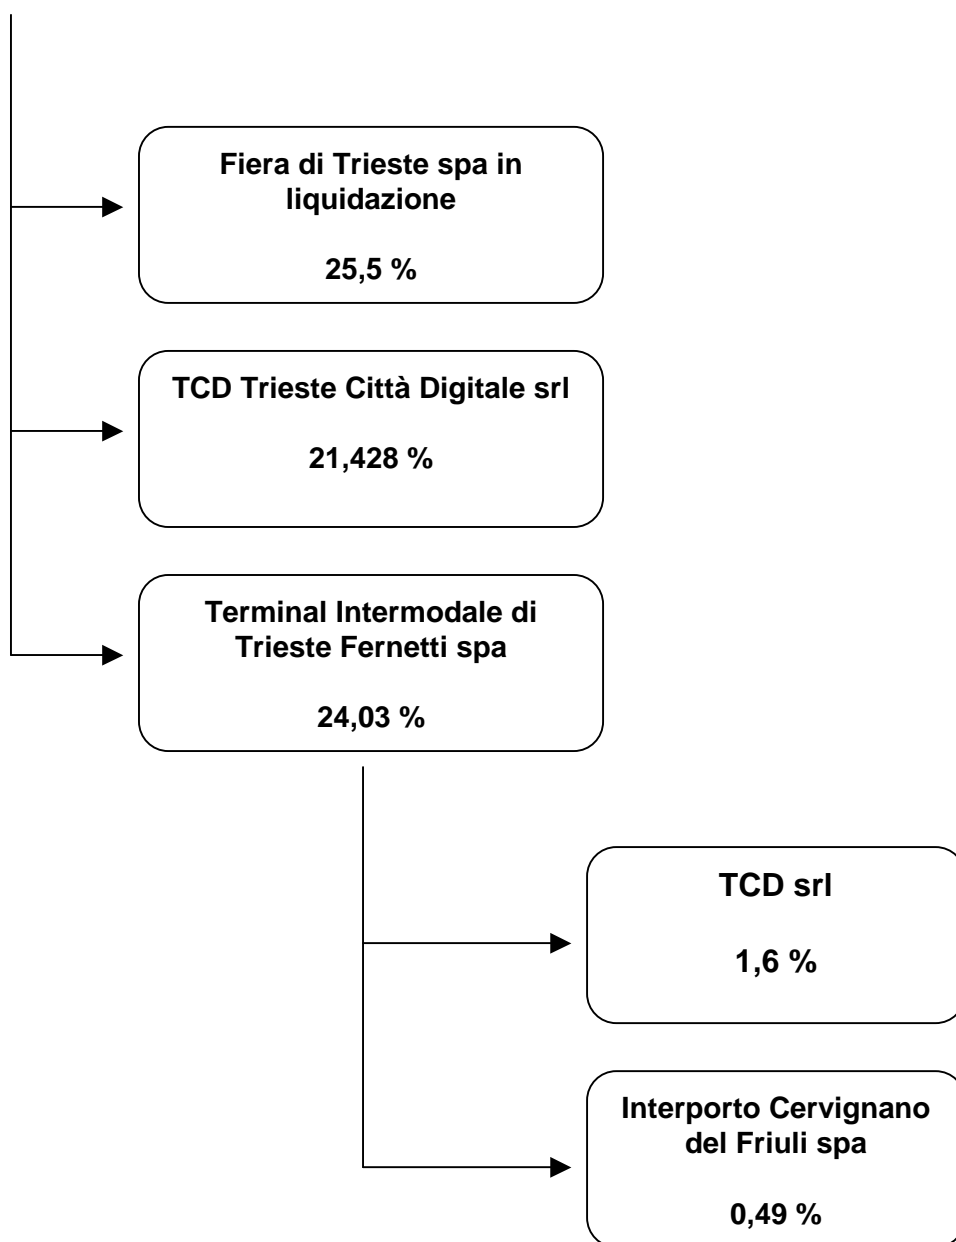 Fiera di Trieste spa in
liquidazione
25,5 %
TCD Trieste Città Digitale srl
21,428 %
Terminal Intermodale di
Trieste Fernetti spa
24,03 %
TCD srl
1,6 %
Interporto Cervignano
del Friuli spa
0,49 %